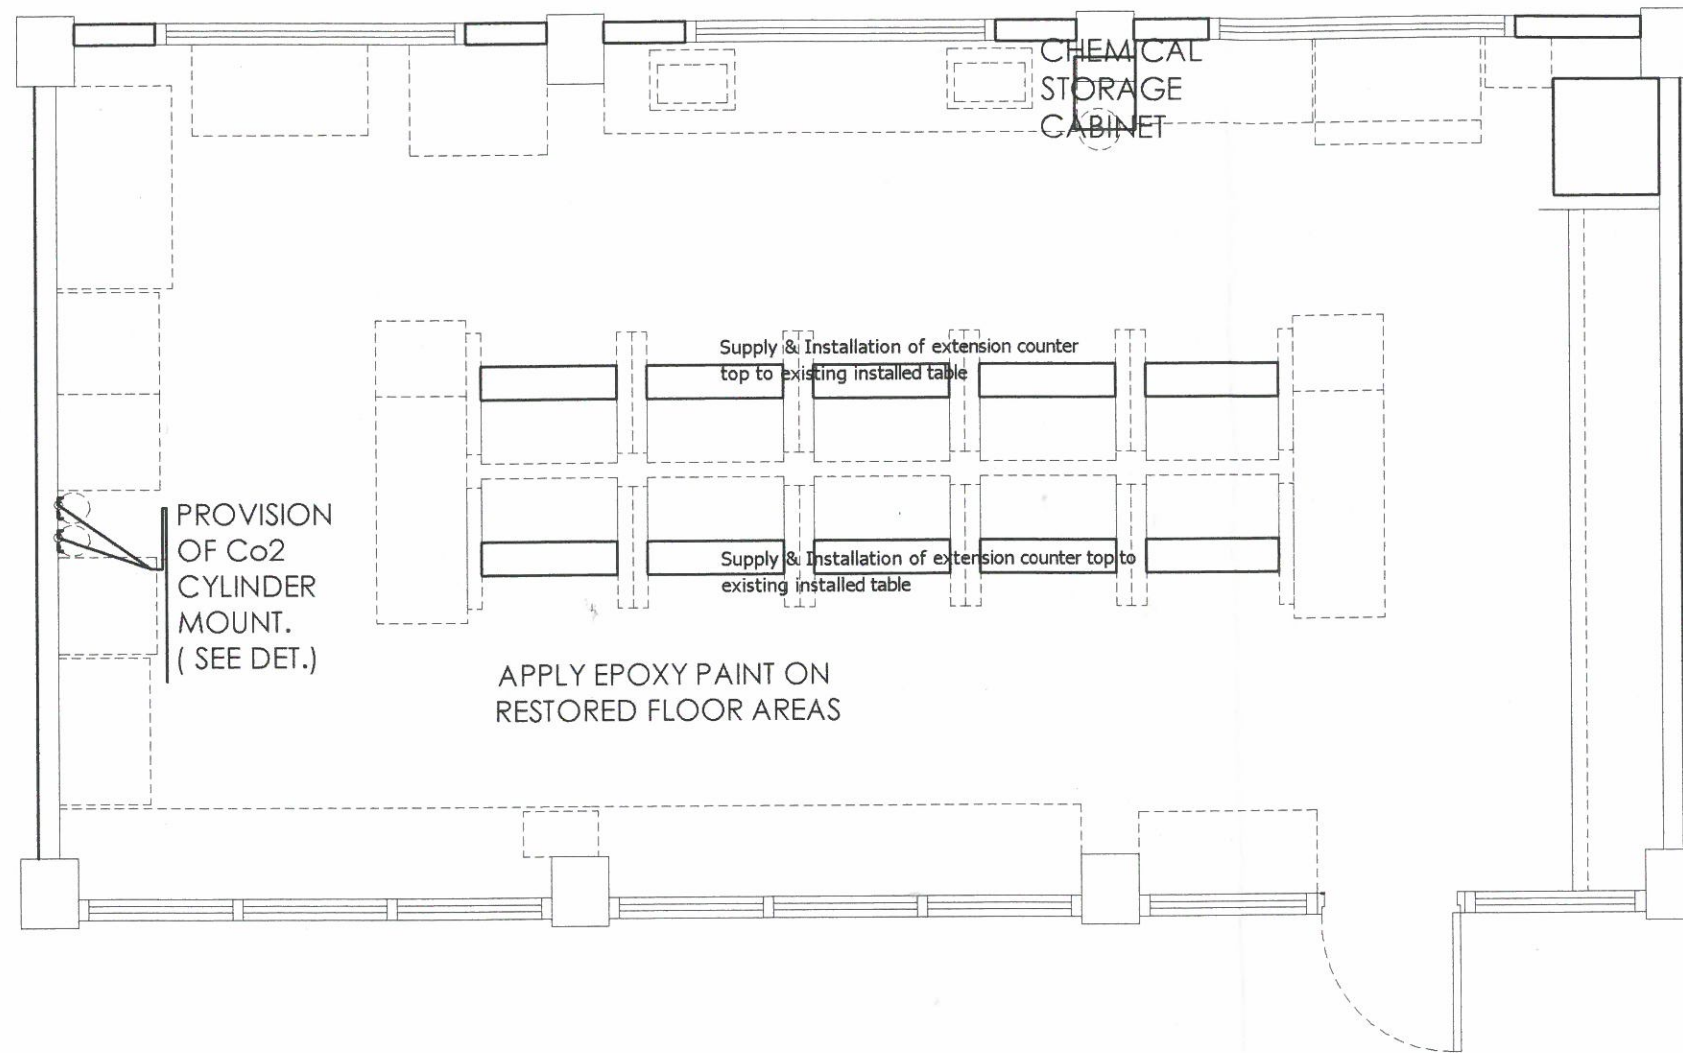 CHEMICAL
STORAGE
CABINET
Supply & Installation of extension counter
top to existing installed table
PROVISION
OF Co2
CYLINDER
MOUNT.
( SEE DET.)
Supply & Installation of extension counter top to
existing installed table
APPLY EPOXY PAINT ON
RESTORED FLOOR AREAS